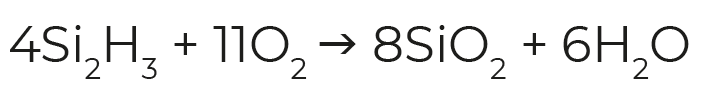 4Si₂H₃ + 11O₂ → 8SiO₂ + 6H₂O